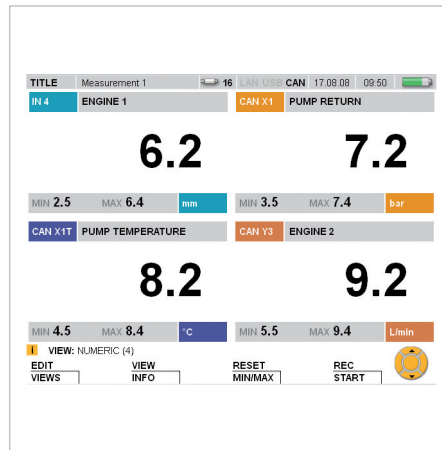 TITLE Measurement 1 16 LAN USB CAN 17.08.08 09:50
IN 4 ENGINE 1 CAN X1 PUMP RETURN
6.2 7.2
MIN 2.5 MAX 6.4 mm MIN 3.5 MAX 7.4 bar
CAN X1T PUMP TEMPERATURE CAN Y3 ENGINE 2
8.2 9.2
MIN 4.5 MAX 8.4 °C MIN 5.5 MAX 9.4 L/min
i VIEW: NUMERIC (4)
EDIT VIEW RESET REC
VIEWS INFO MIN/MAX START